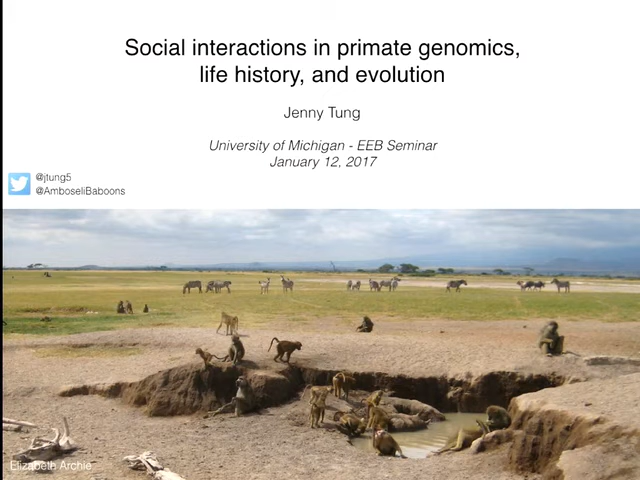 Social interactions in primate genomics,
life history, and evolution
Jenny Tung
University of Michigan - EEB Seminar
January 12, 2017
@jtung5
@AmboseliBaboons
Elizabeth Archie